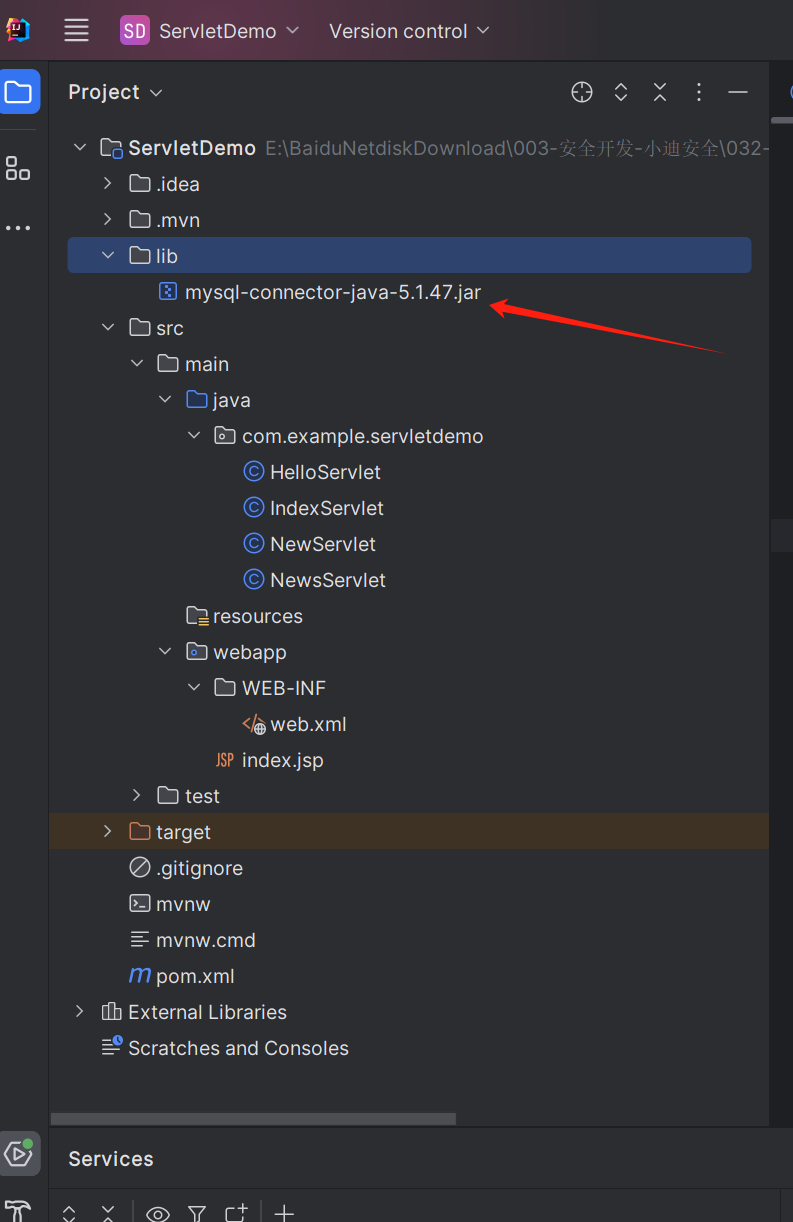 SD ServletDemo Version control
Project
ServletDemo E:\BaiduNetdiskDownload\003-安全开发-小迪安全\032-
.idea
.mvn
lib
mysql-connector-java-5.1.47.jar
src
main
java
com.example.servletdemo
HelloServlet
IndexServlet
NewServlet
NewsServlet
resources
webapp
WEB-INF
web.xml
JSP index.jsp
test
target
.gitignore
mvnw
mvnw.cmd
pom.xml
External Libraries
Scratches and Consoles
Services